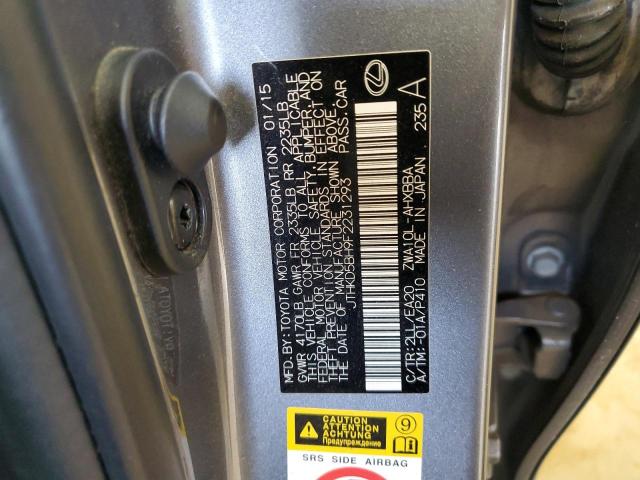 MFD. BY: TOYOTA MOTOR CORPORATION 01/15
GVWR 4170LB GAWR FR 2335LB RR 2235LB
THIS VEHICLE CONFORMS TO ALL APPLICABLE
FEDERAL MOTOR VEHICLE SAFETY, BUMPER, AND
THEFT PREVENTION STANDARDS IN EFFECT ON
THE DATE OF MANUFACTURE SHOWN ABOVE.
JTHKD5BH9F2231293 PASS. CAR
C/TR: 2LL/EA20 ZWA10L-AHXBBA
A/TM: -01A/P410 MADE IN JAPAN 235 A
CAUTION
ATTENTION
ACHTUNG
Предупреждение
9
SRS SIDE AIRBAG